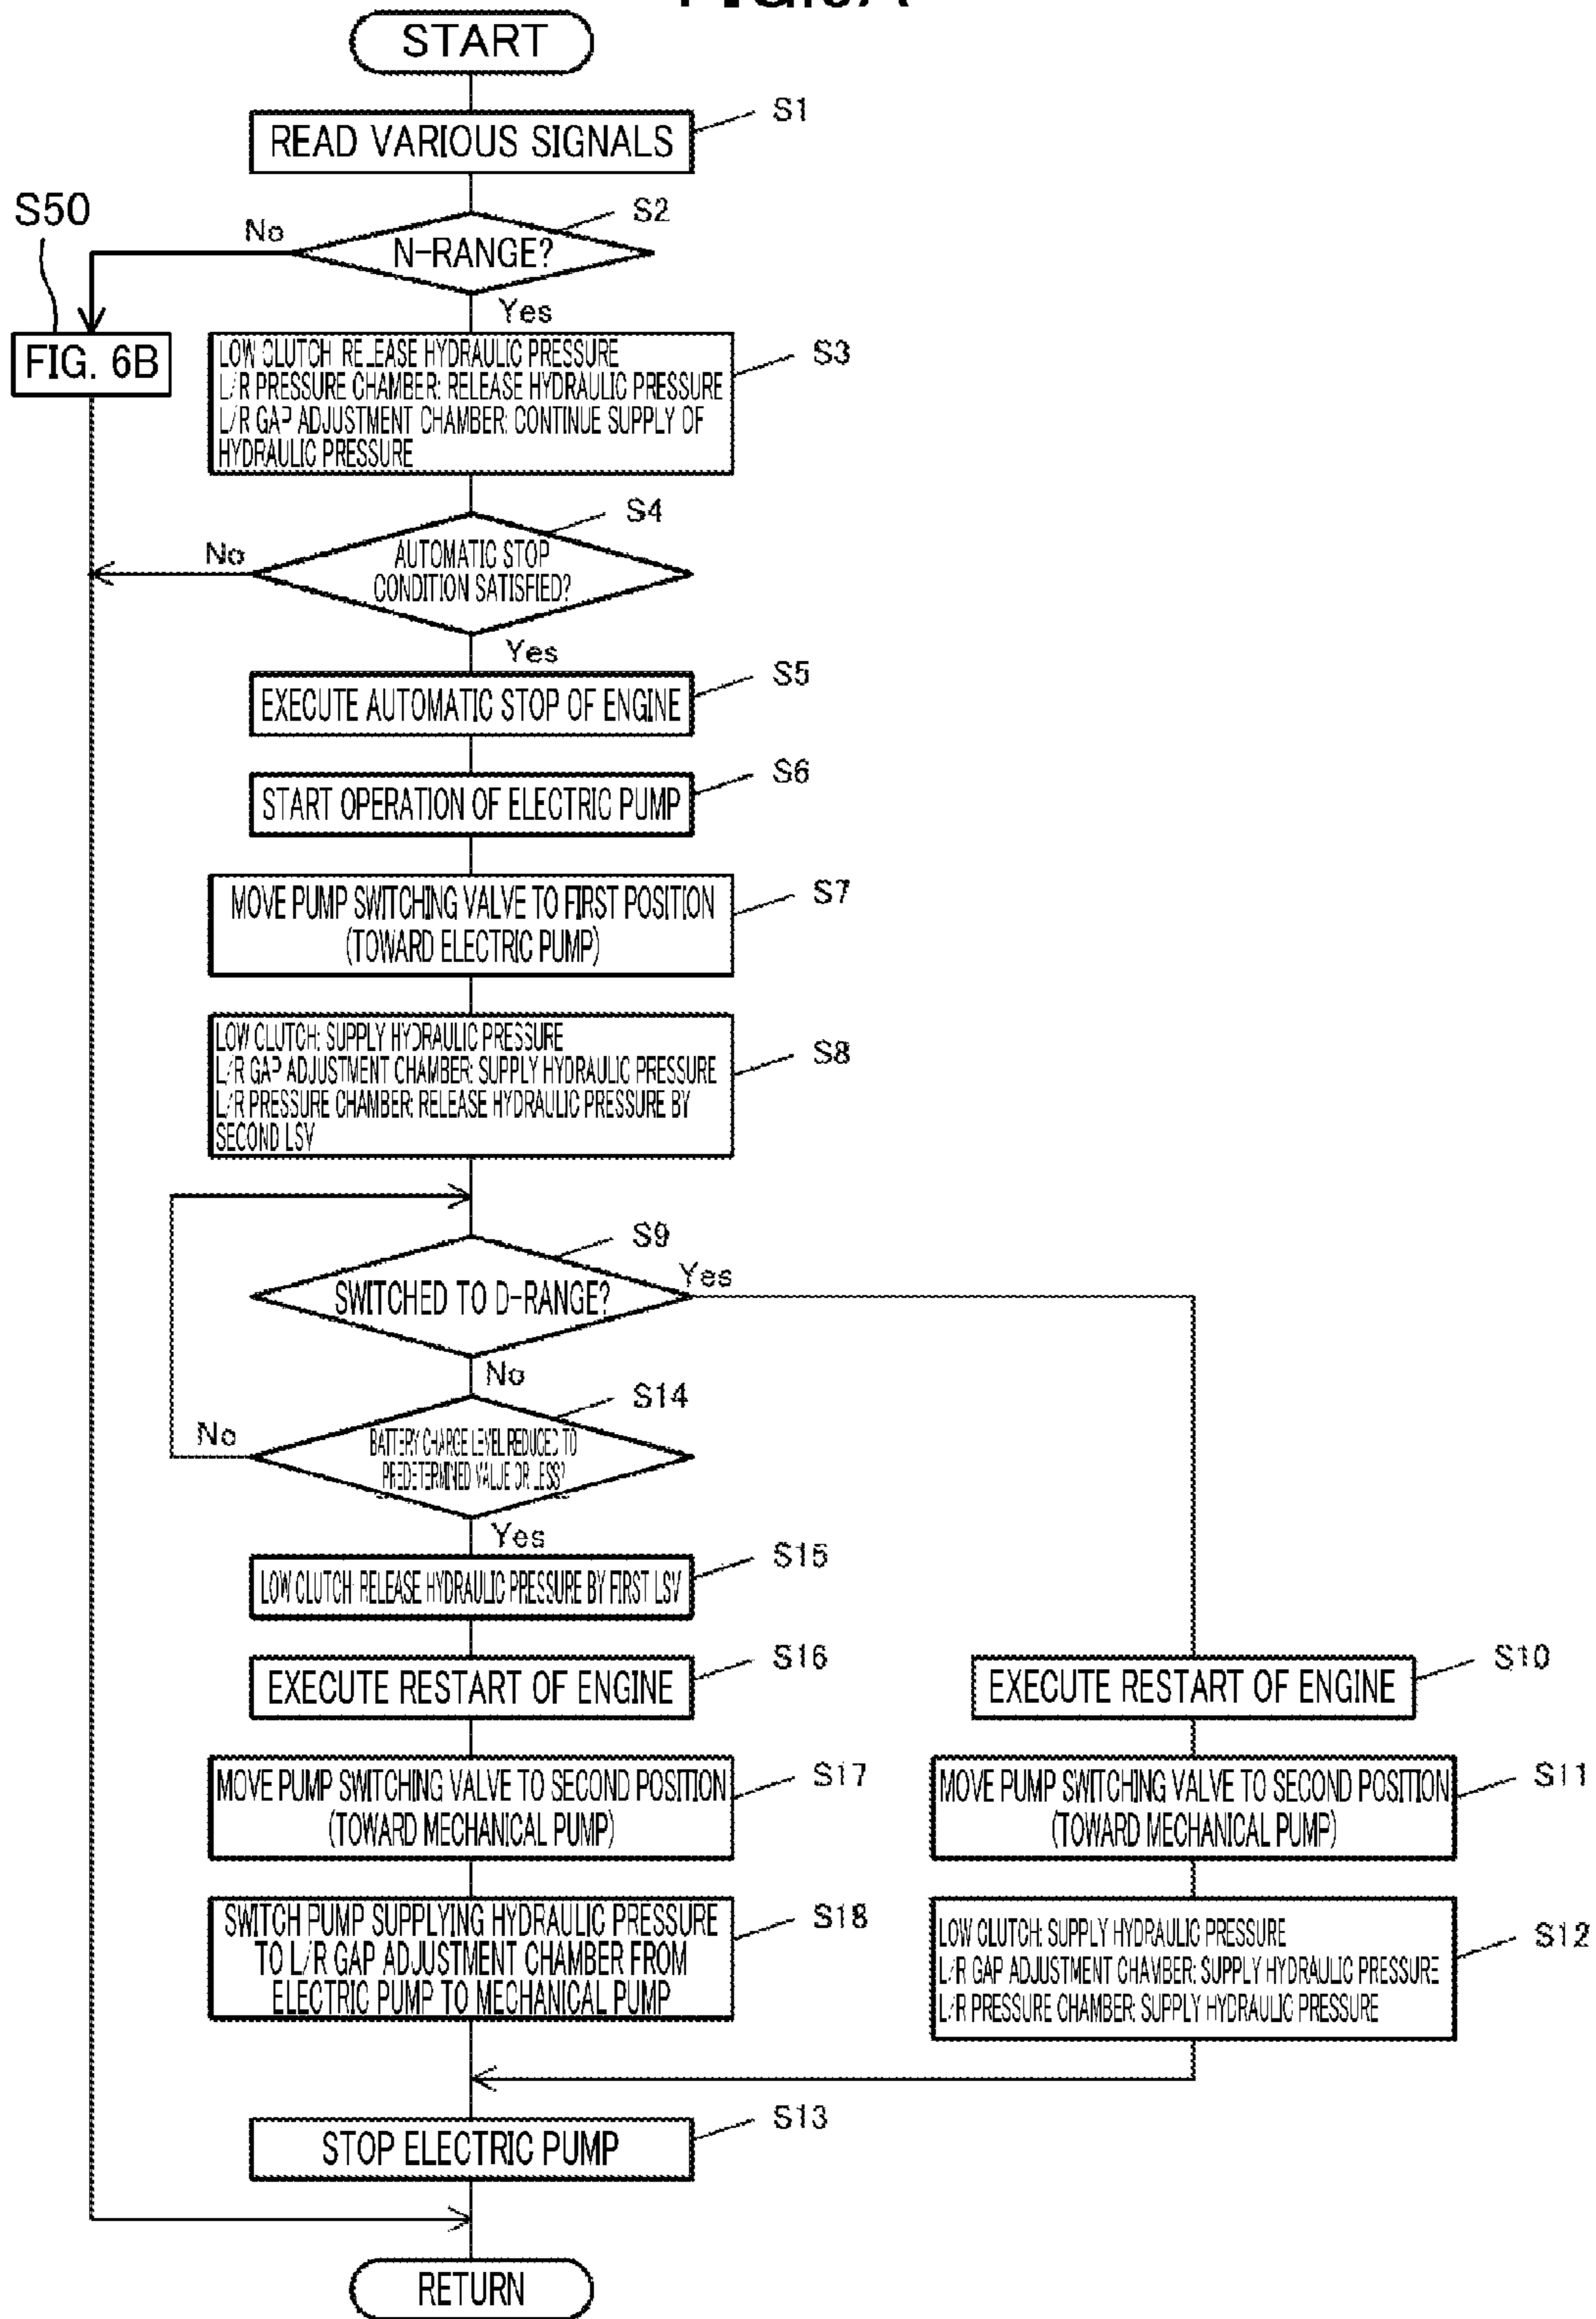 START
S1
READ VARIOUS SIGNALS
S50
S2
No
N-RANGE?
Yes
FIG. 6B
S3
LOW CLUTCH: RELEASE HYDRAULIC PRESSURE
L/R PRESSURE CHAMBER: RELEASE HYDRAULIC PRESSURE
L/R GAP ADJUSTMENT CHAMBER: CONTINUE SUPPLY OF
HYDRAULIC PRESSURE
S4
No
AUTOMATIC STOP
CONDITION SATISFIED?
Yes
S5
EXECUTE AUTOMATIC STOP OF ENGINE
S6
START OPERATION OF ELECTRIC PUMP
S7
MOVE PUMP SWITCHING VALVE TO FIRST POSITION
(TOWARD ELECTRIC PUMP)
S8
LOW CLUTCH: SUPPLY HYDRAULIC PRESSURE
L/R GAP ADJUSTMENT CHAMBER: SUPPLY HYDRAULIC PRESSURE
L/R PRESSURE CHAMBER: RELEASE HYDRAULIC PRESSURE BY
SECOND LSV
S9
SWITCHED TO D-RANGE?
Yes
No
S14
No
BATTERY CHARGE LEVEL REDUCED TO
PREDETERMINED VALUE OR LESS?
Yes
S15
LOW CLUTCH: RELEASE HYDRAULIC PRESSURE BY FIRST LSV
S16
EXECUTE RESTART OF ENGINE
S10
EXECUTE RESTART OF ENGINE
S17
MOVE PUMP SWITCHING VALVE TO SECOND POSITION
(TOWARD MECHANICAL PUMP)
S11
MOVE PUMP SWITCHING VALVE TO SECOND POSITION
(TOWARD MECHANICAL PUMP)
S18
SWITCH PUMP SUPPLYING HYDRAULIC PRESSURE
TO L/R GAP ADJUSTMENT CHAMBER FROM
ELECTRIC PUMP TO MECHANICAL PUMP
S12
LOW CLUTCH: SUPPLY HYDRAULIC PRESSURE
L/R GAP ADJUSTMENT CHAMBER: SUPPLY HYDRAULIC PRESSURE
L/R PRESSURE CHAMBER: SUPPLY HYDRAULIC PRESSURE
S13
STOP ELECTRIC PUMP
RETURN